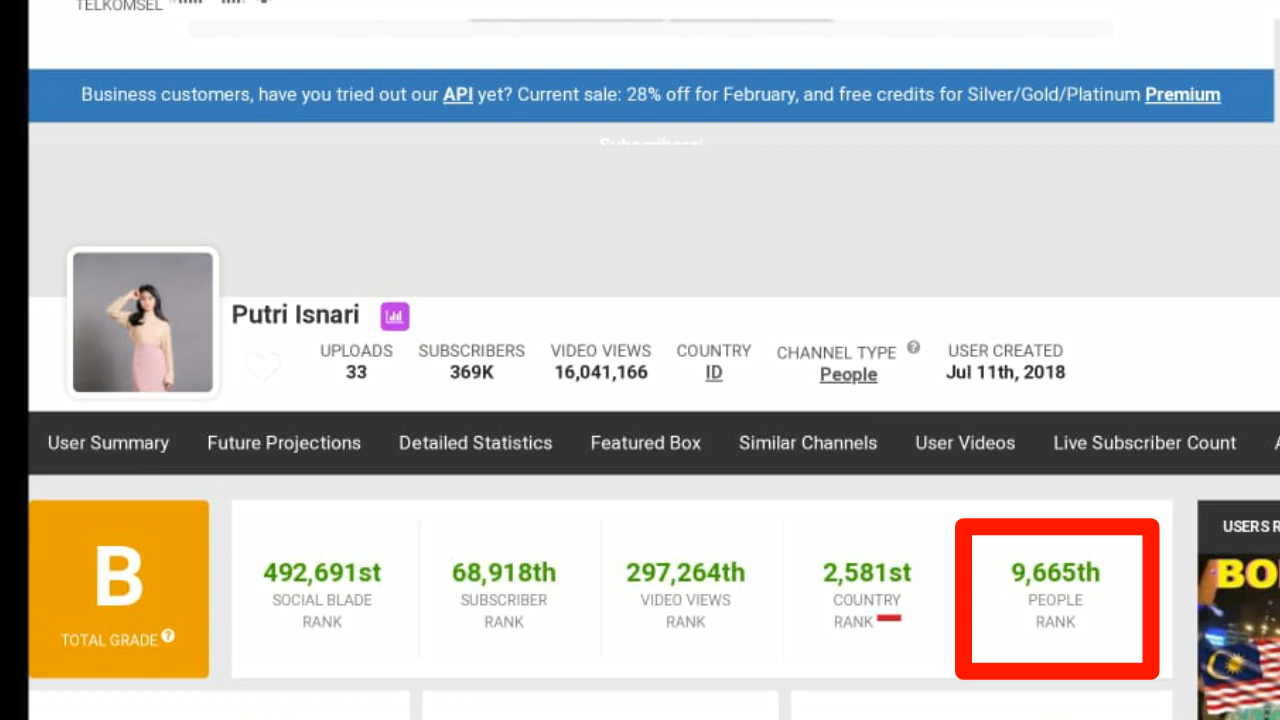 TELKOMSEL
Business customers, have you tried out our API yet? Current sale: 28% off for February, and free credits for Silver/Gold/Platinum Premium
Subscribers!
Putri Isnari
UPLOADS
33
SUBSCRIBERS
369K
VIDEO VIEWS
16,041,166
COUNTRY
ID
CHANNEL TYPE ?
People
USER CREATED
Jul 11th, 2018
User Summary Future Projections Detailed Statistics Featured Box Similar Channels User Videos Live Subscriber Count A
B
TOTAL GRADE ?
492,691st
SOCIAL BLADE
RANK
68,918th
SUBSCRIBER
RANK
297,264th
VIDEO VIEWS
RANK
2,581st
COUNTRY
RANK
9,665th
PEOPLE
RANK
USERS R
BO